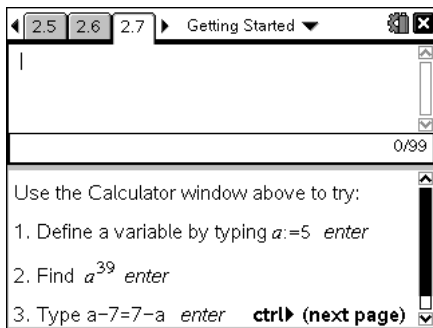 2.5 2.6 2.7 Getting Started
0/99
Use the Calculator window above to try:
1. Define a variable by typing a:=5 enter
2. Find a^39 enter
3. Type a−7=7−a enter ctrl▶ (next page)